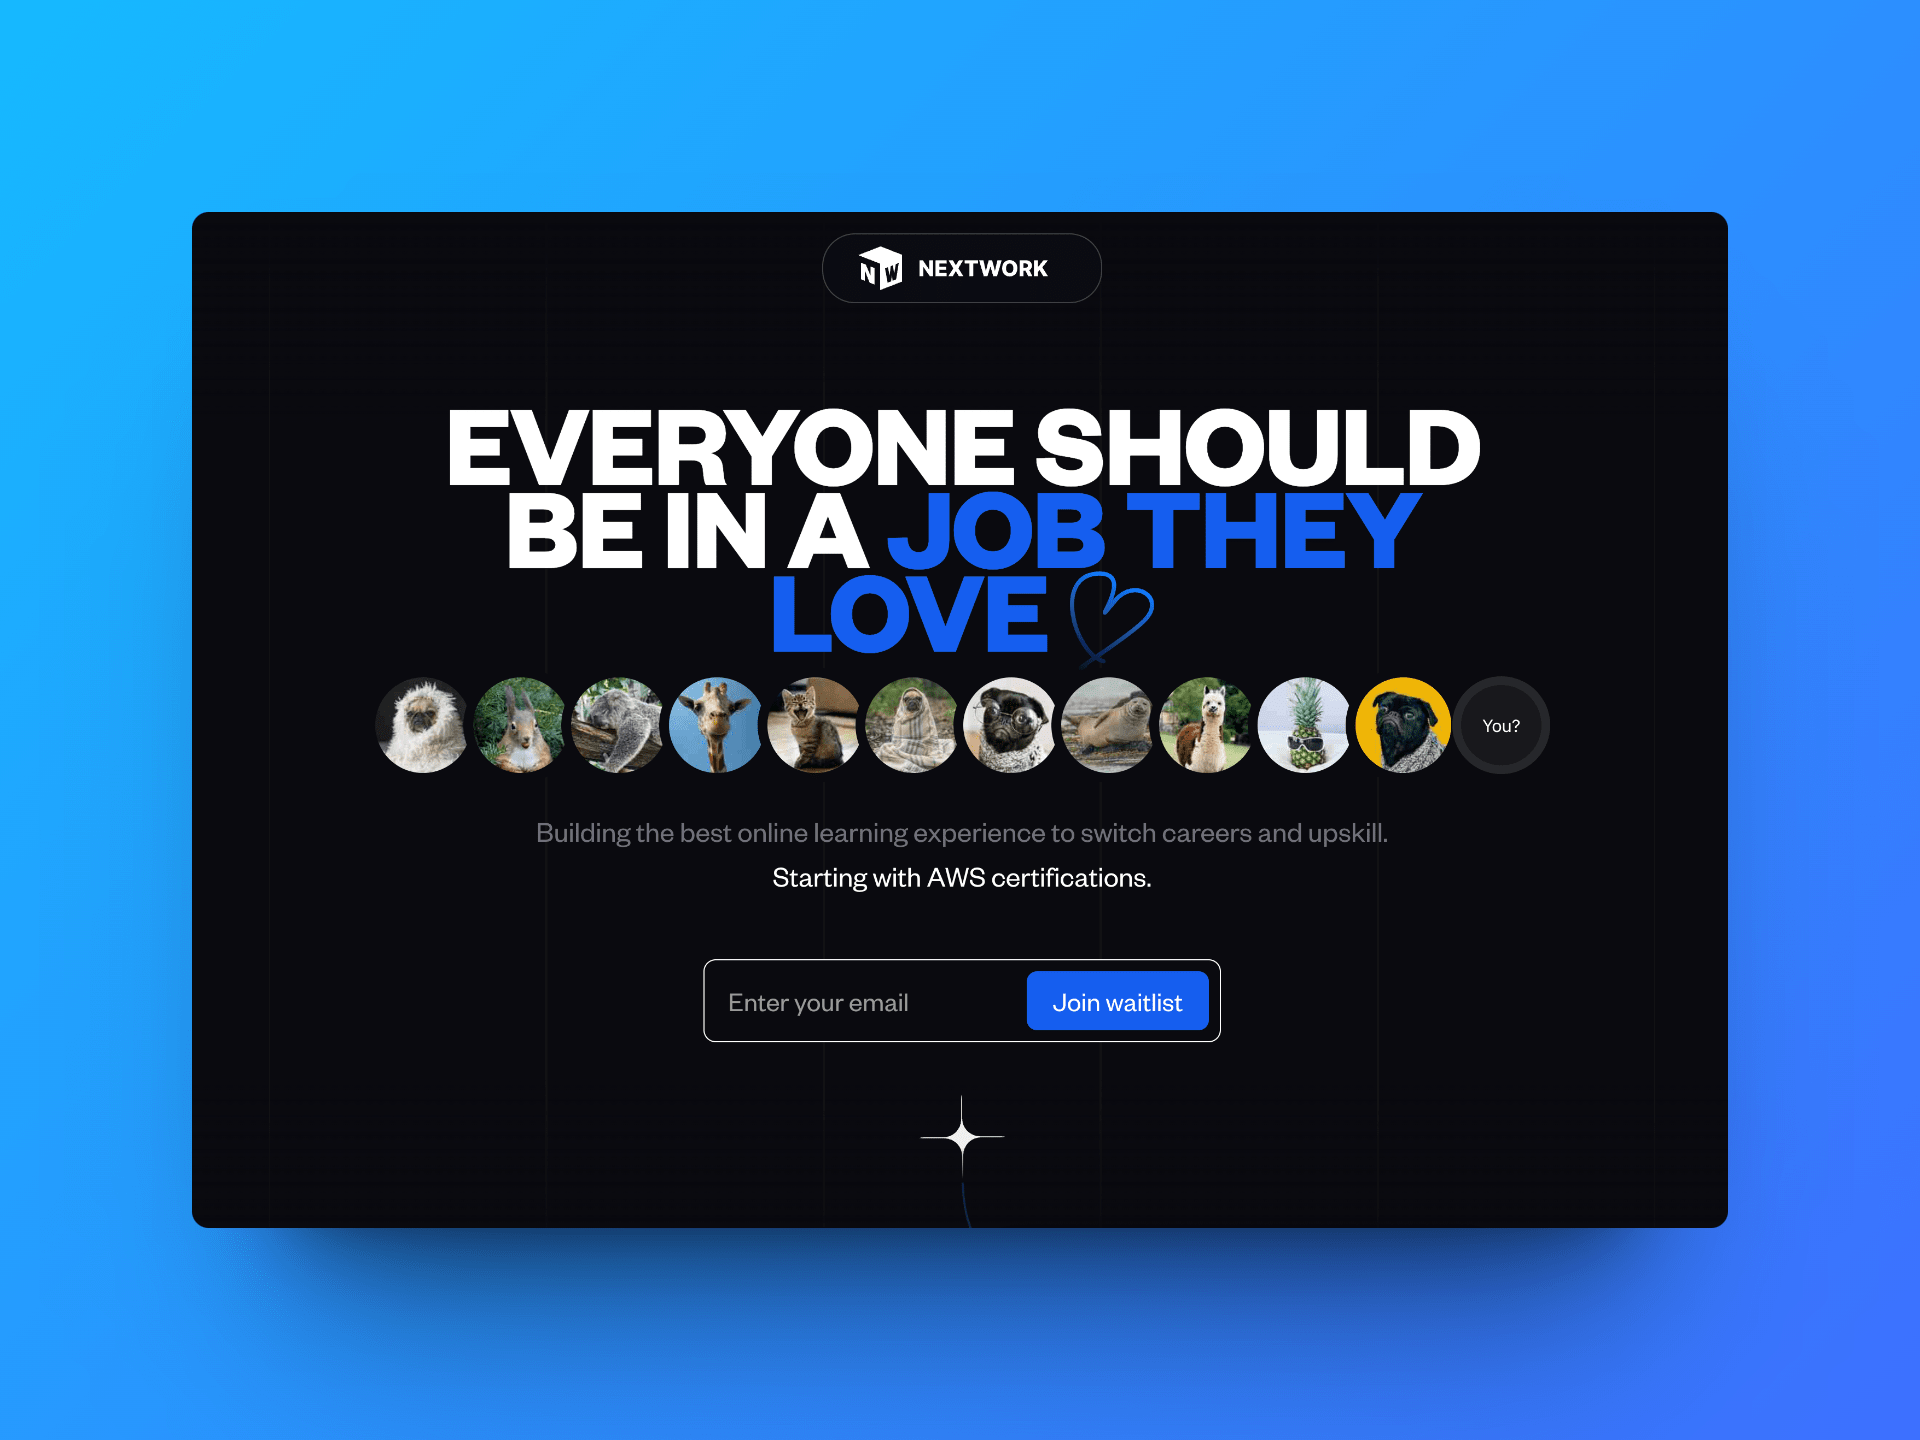 NW NEXTWORK
EVERYONE SHOULD
BE IN A JOB THEY
LOVE
You?
Building the best online learning experience to switch careers and upskill.
Starting with AWS certifications.
Enter your email
Join waitlist